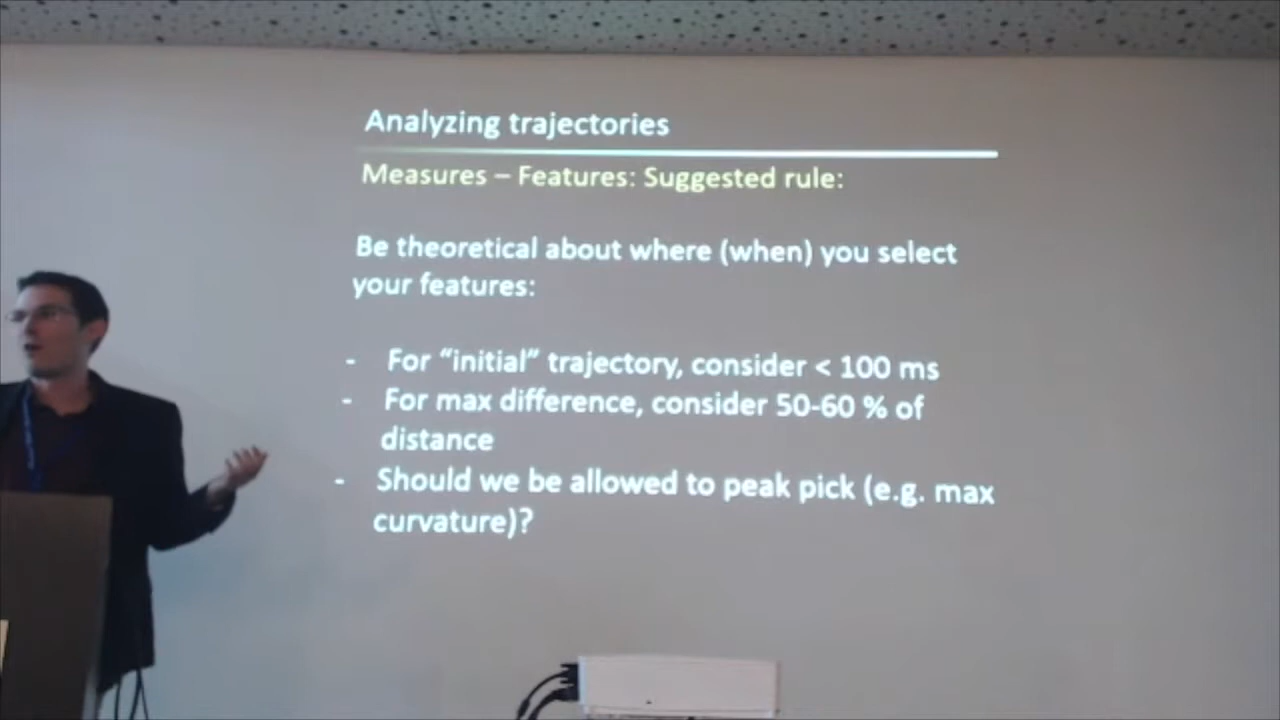 Analyzing trajectories
Measures – Features: Suggested rule:
Be theoretical about where (when) you select
your features:
- For “initial” trajectory, consider < 100 ms
- For max difference, consider 50-60 % of
distance
- Should we be allowed to peak pick (e.g. max
curvature)?